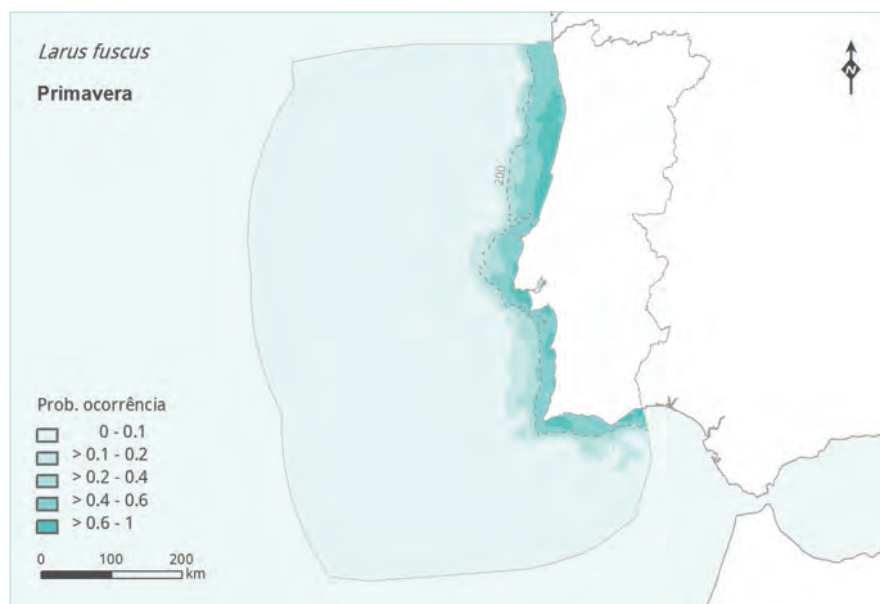 Larus fuscus
Primavera
N
200
Prob. ocorrência
0 - 0.1
> 0.1 - 0.2
> 0.2 - 0.4
> 0.4 - 0.6
> 0.6 - 1
0 100 200
km